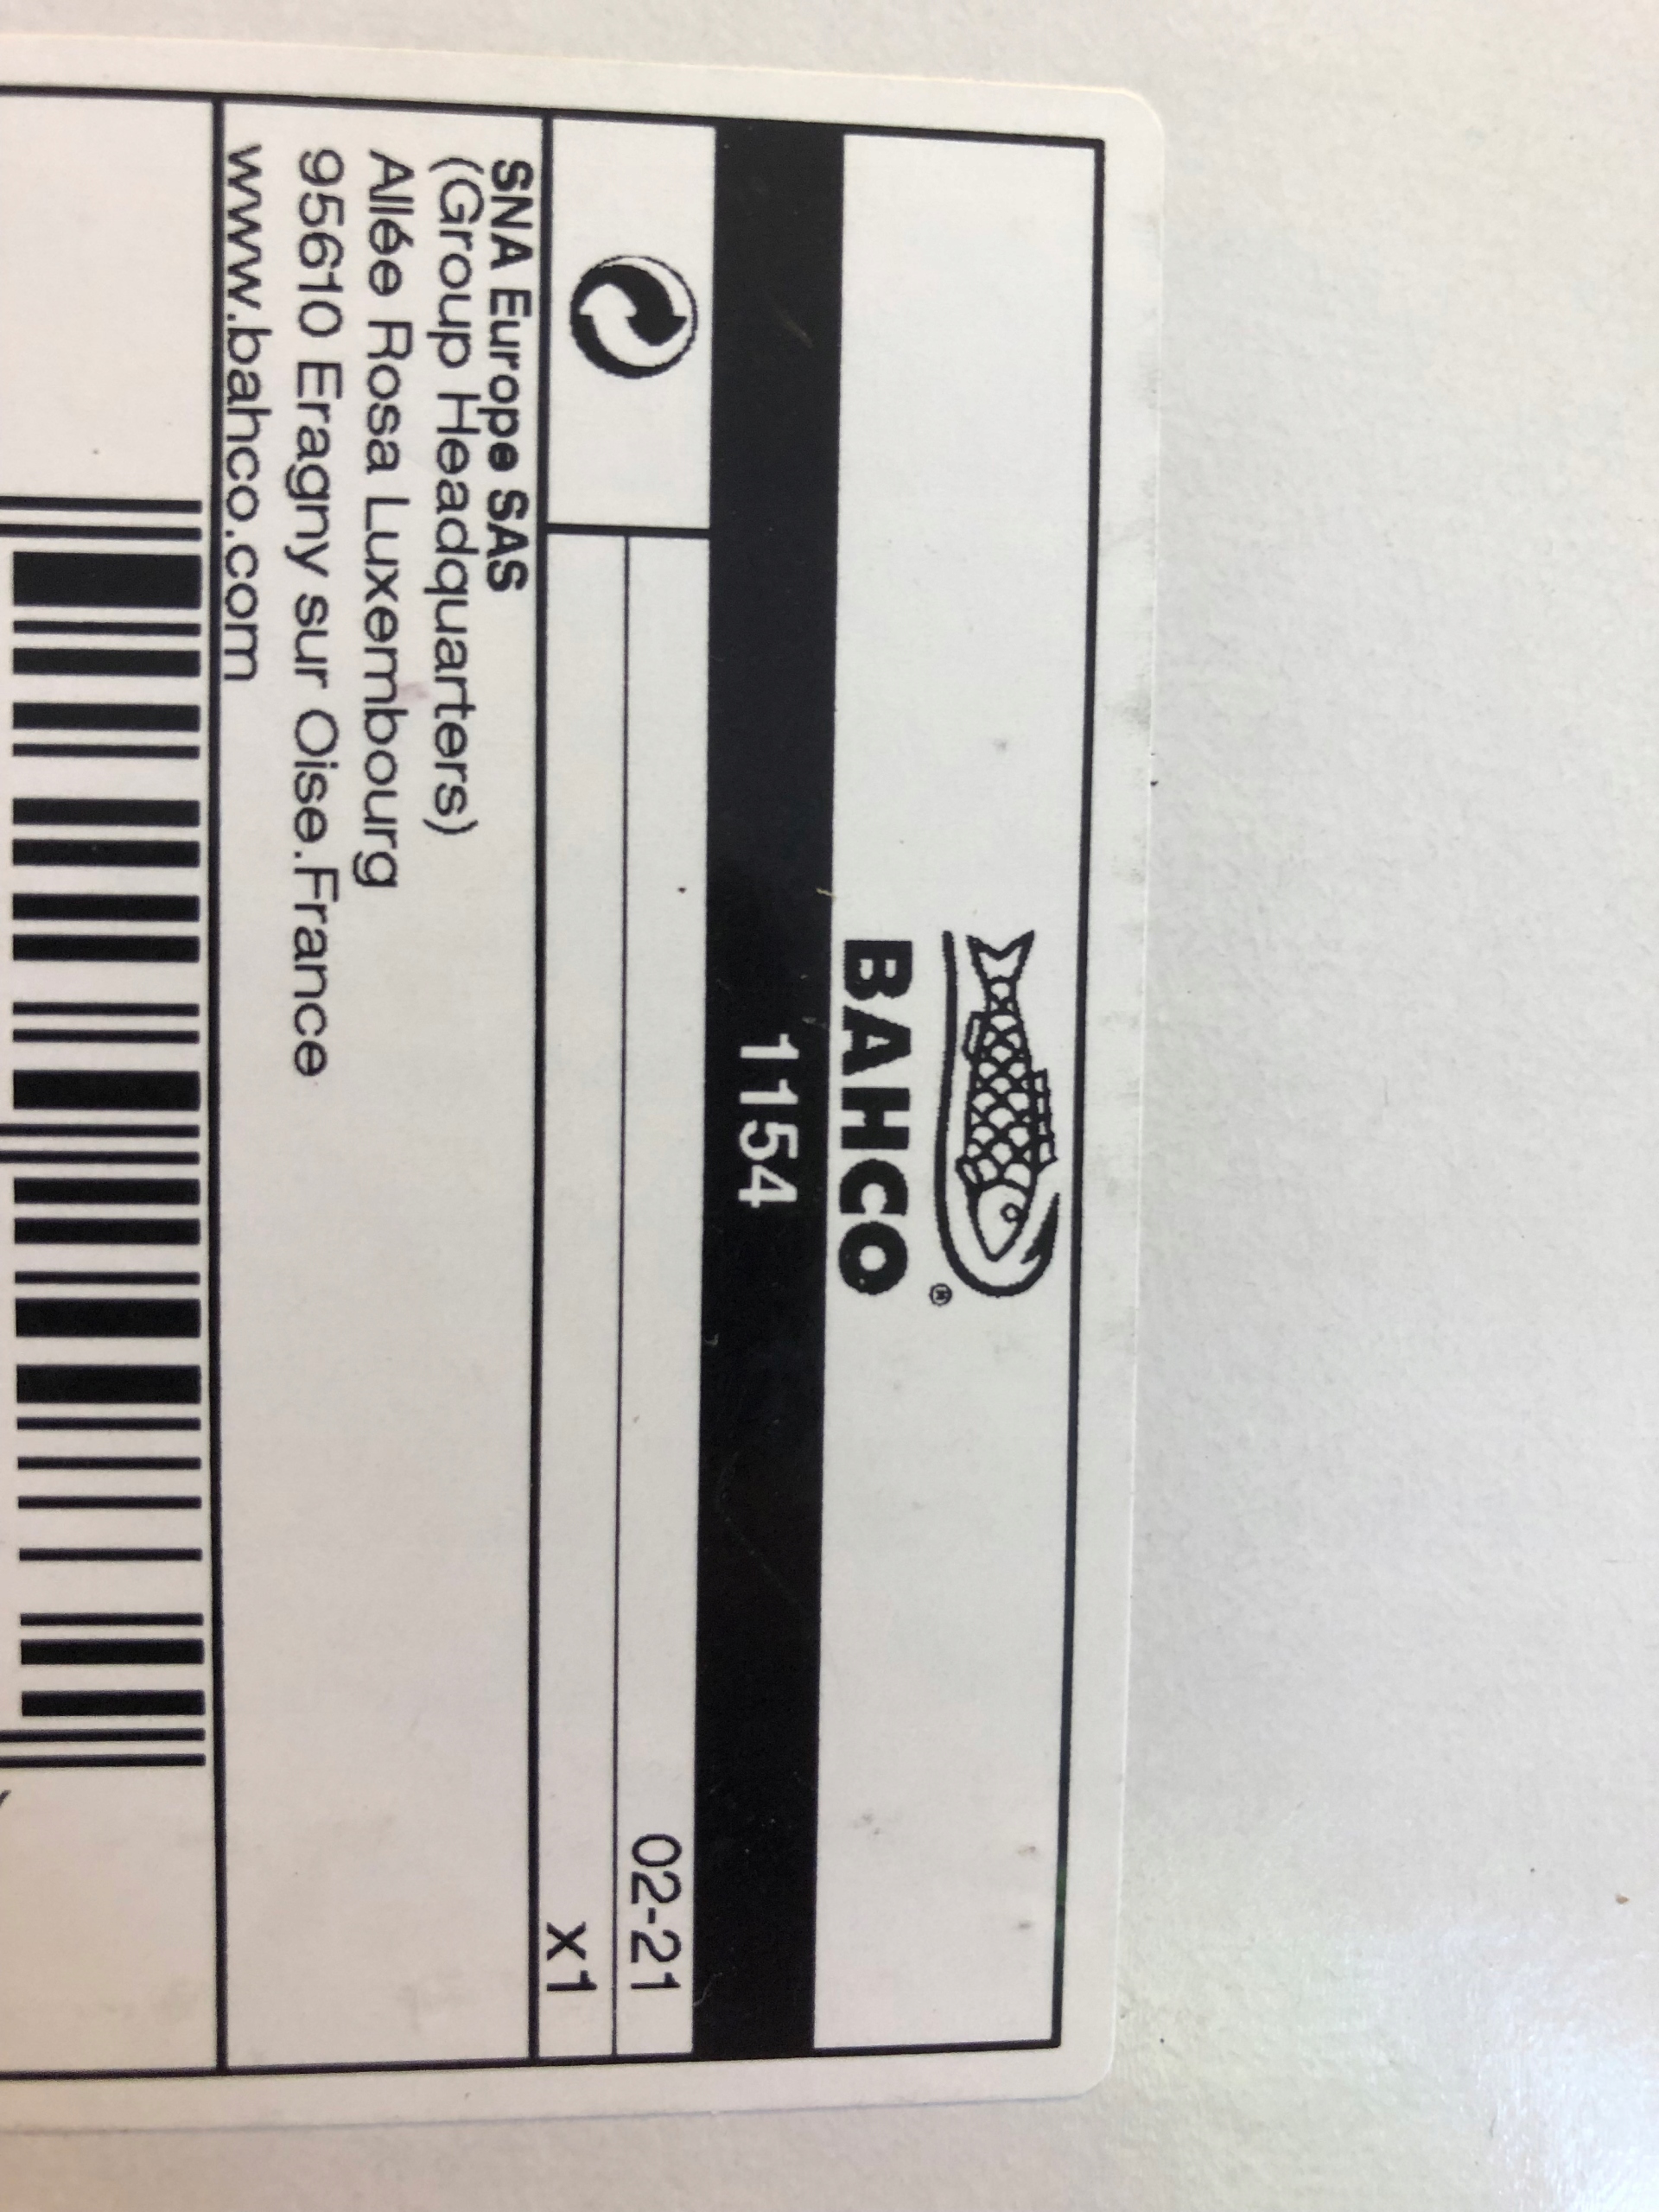 BAHCO®
1154
02-21
x1
SNA Europe SAS
(Group Headquarters)
Allée Rosa Luxembourg
95610 Eragny sur Oise.France
www.bahco.com